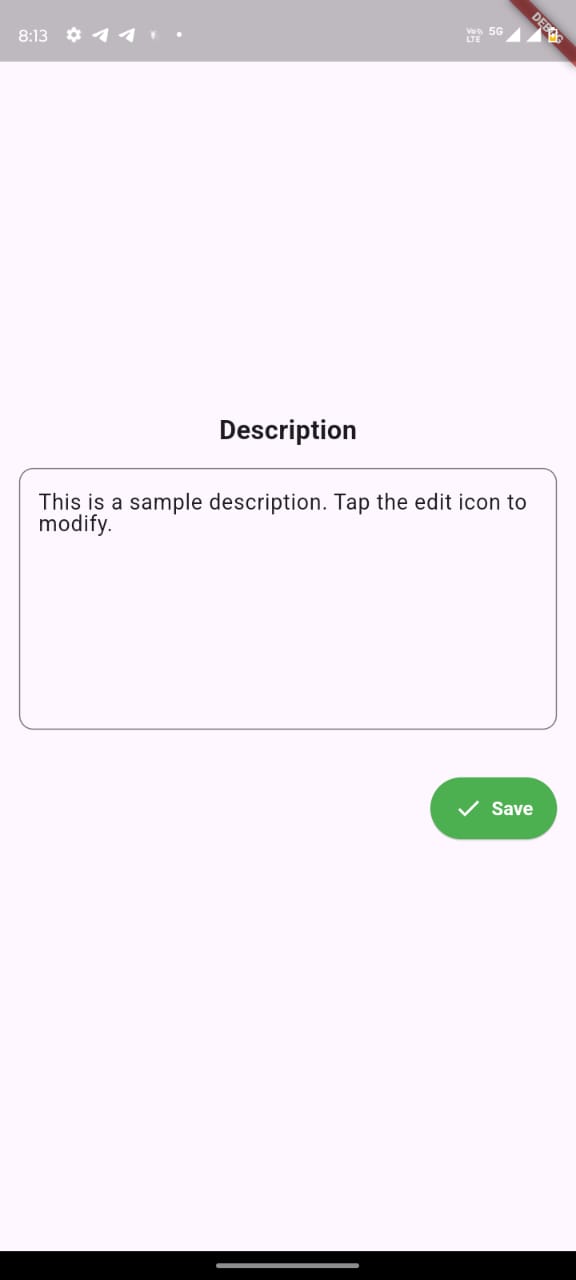 8:13
Vo LTE 5G
DEBUG
Description
This is a sample description. Tap the edit icon to
modify.
Save